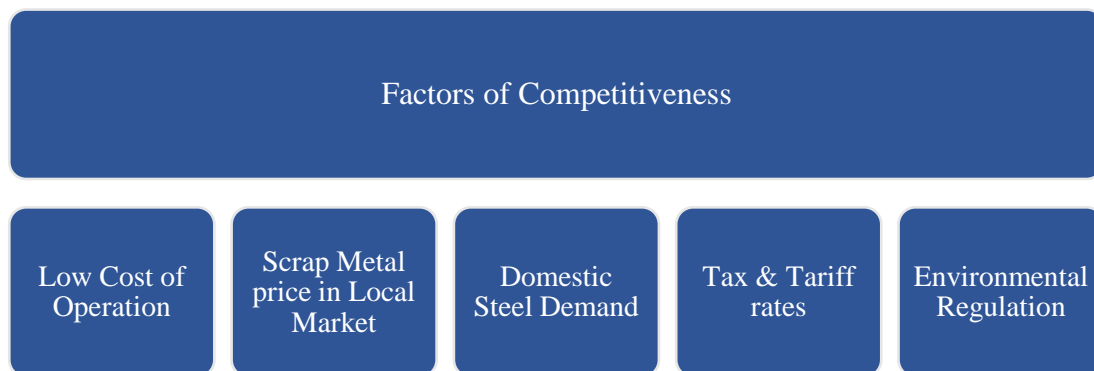 Factors of Competitiveness
Low Cost of
Operation
Scrap Metal
price in Local
Market
Domestic
Steel Demand
Tax & Tariff
rates
Environmental
Regulation